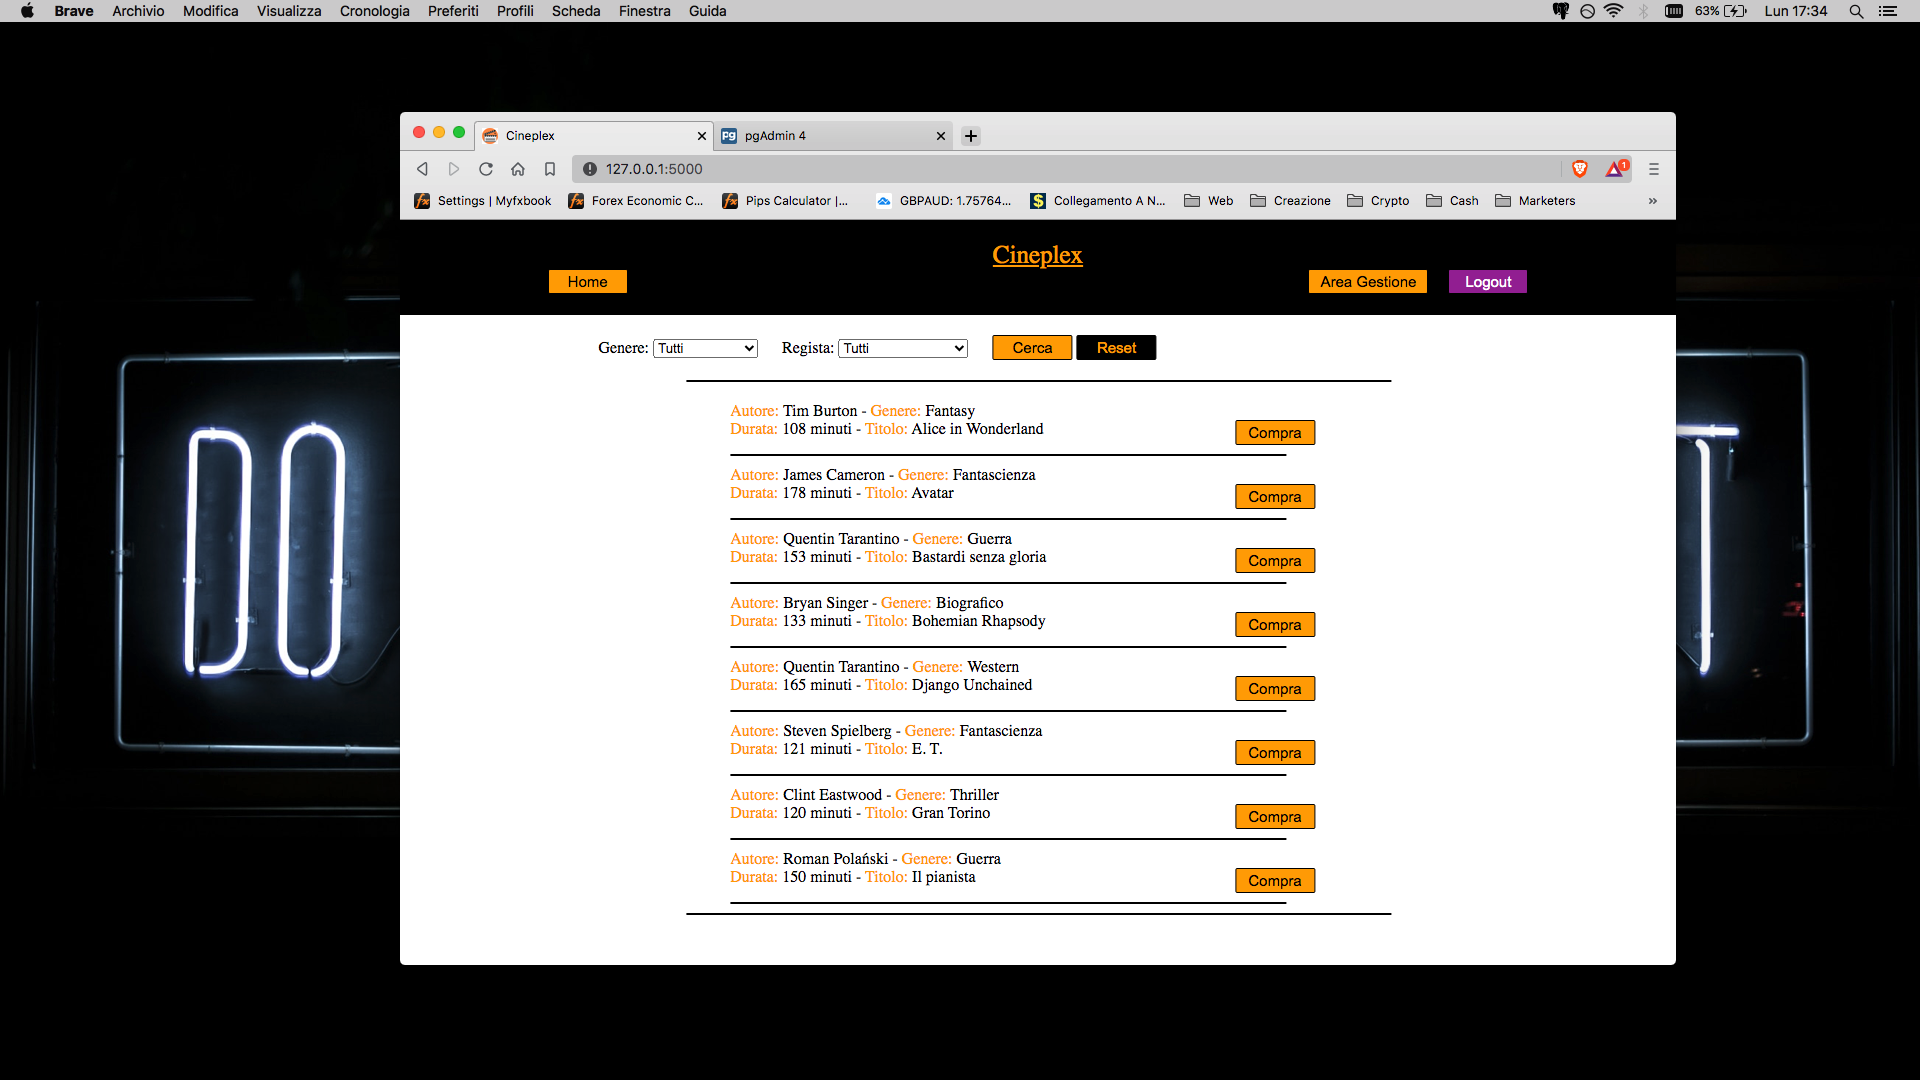 Brave Archivio Modifica Visualizza Cronologia Preferiti Profili Scheda Finestra Guida 63% Lun 17:34
Cineplex pgAdmin 4
127.0.0.1:5000 1
Settings | Myfxbook Forex Economic C... Pips Calculator |... GBPAUD: 1.75764... Collegamento A N... Web Creazione Crypto Cash Marketers »
Cineplex
Home Area Gestione Logout
Genere: Tutti Regista: Tutti Cerca Reset
Autore: Tim Burton - Genere: Fantasy
Durata: 108 minuti - Titolo: Alice in Wonderland
Compra
Autore: James Cameron - Genere: Fantascienza
Durata: 178 minuti - Titolo: Avatar
Compra
Autore: Quentin Tarantino - Genere: Guerra
Durata: 153 minuti - Titolo: Bastardi senza gloria
Compra
Autore: Bryan Singer - Genere: Biografico
Durata: 133 minuti - Titolo: Bohemian Rhapsody
Compra
Autore: Quentin Tarantino - Genere: Western
Durata: 165 minuti - Titolo: Django Unchained
Compra
Autore: Steven Spielberg - Genere: Fantascienza
Durata: 121 minuti - Titolo: E. T.
Compra
Autore: Clint Eastwood - Genere: Thriller
Durata: 120 minuti - Titolo: Gran Torino
Compra
Autore: Roman Polański - Genere: Guerra
Durata: 150 minuti - Titolo: Il pianista
Compra
DO